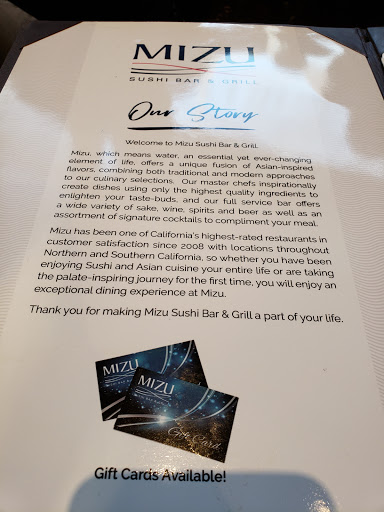 MIZU
SUSHI BAR & GRILL
Our Story
Welcome to Mizu Sushi Bar & Grill.
Mizu, which means water, an essential yet ever-changing
element of life, offers a unique fusion of Asian-inspired
flavors, combining both traditional and modern approaches
to our culinary selections. Our master chefs inspirationally
create dishes using only the highest quality ingredients to
enlighten your taste-buds, and our full service bar offers
a wide variety of sake, wine, spirits and beer as well as an
assortment of signature cocktails to compliment your meal.
Mizu has been one of California's highest-rated restaurants in
customer satisfaction since 2008 with locations throughout
Northern and Southern California, so whether you have been
enjoying Sushi and Asian cuisine your entire life or are taking
the palate-inspiring journey for the first time, you will enjoy an
exceptional dining experience at Mizu.
Thank you for making Mizu Sushi Bar & Grill a part of your life.
MIZU
MIZU
Gift Card
Gift Cards Available!